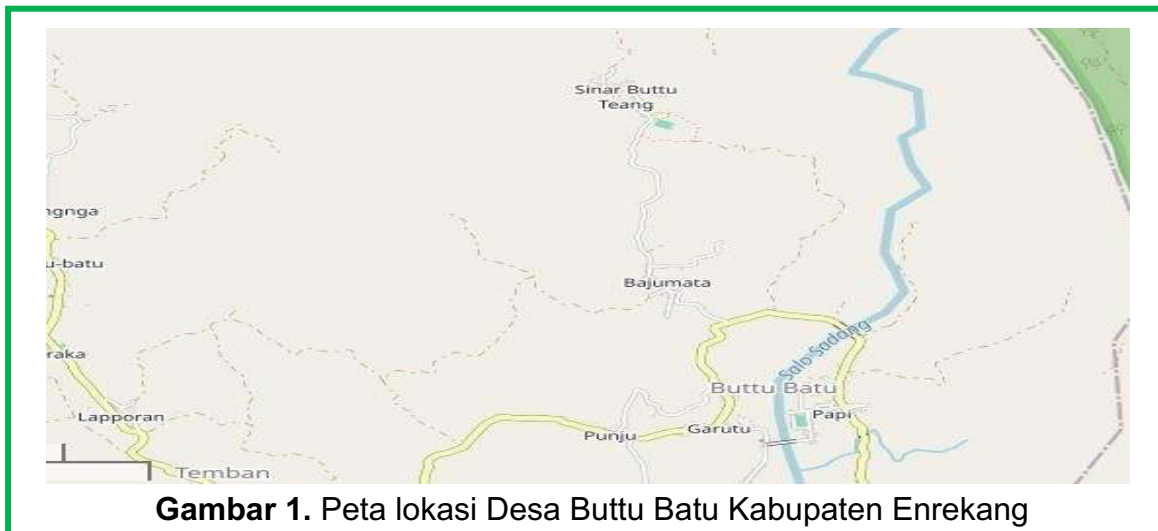 Sinar Buttu
Teang
ngnga
u-batu
Bajumata
Salo Sadang
raka
Buttu Batu
Lapporan
Papi
Punju
Garutu
Temban
Gambar 1. Peta lokasi Desa Buttu Batu Kabupaten Enrekang